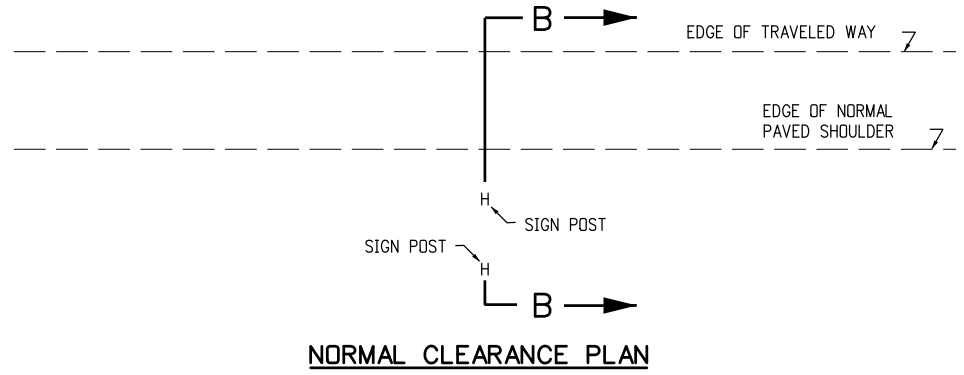 B
EDGE OF TRAVELED WAY
EDGE OF NORMAL
PAVED SHOULDER
H
SIGN POST
SIGN POST
H
B
NORMAL CLEARANCE PLAN